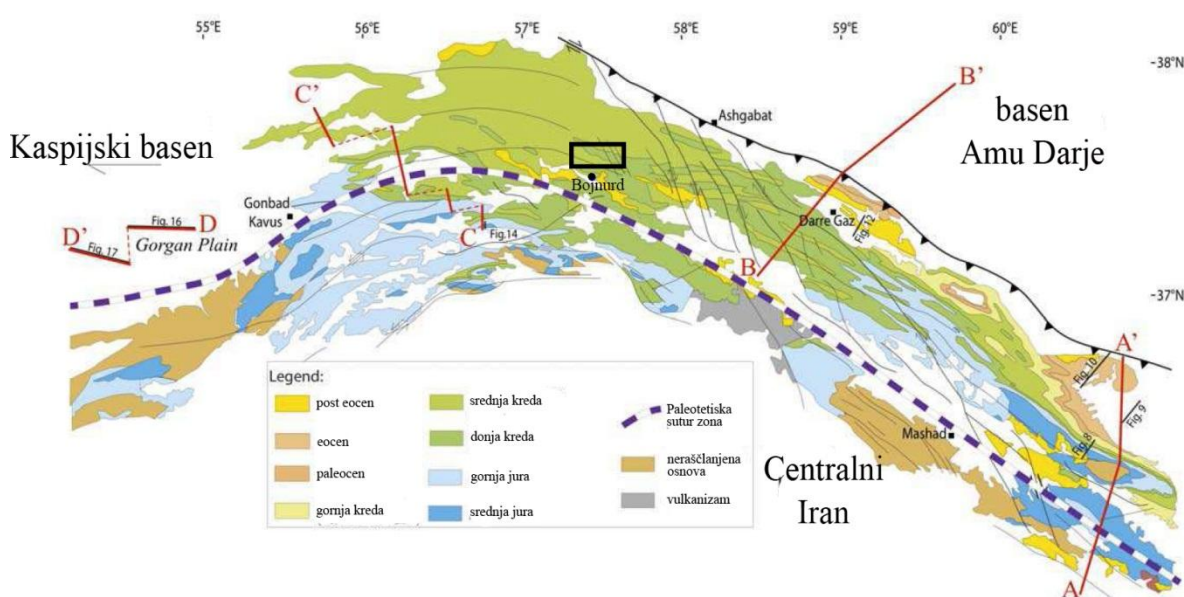 55°E
56°E
57°E
58°E
59°E
60°E
-38°N
-37°N
C'
B'
Ashgabat
basen
Amu Darje
Kaspijski basen
Bojnurd
B
Gonbad
Kavus
Darre Gaz
Fig. 12
Fig. 16
D
D'
Fig. 17
Gorgan Plain
C
Fig.14
A'
Fig. 10
Fig. 9
Fig. 8
Mashad
Centralni
Iran
A
Legend:
post eocen
eocen
paleocen
gornja kreda
srednja kreda
donja kreda
gornja jura
srednja jura
Paleotetiska
sutur zona
neraščlanjena
osnova
vulkanizam